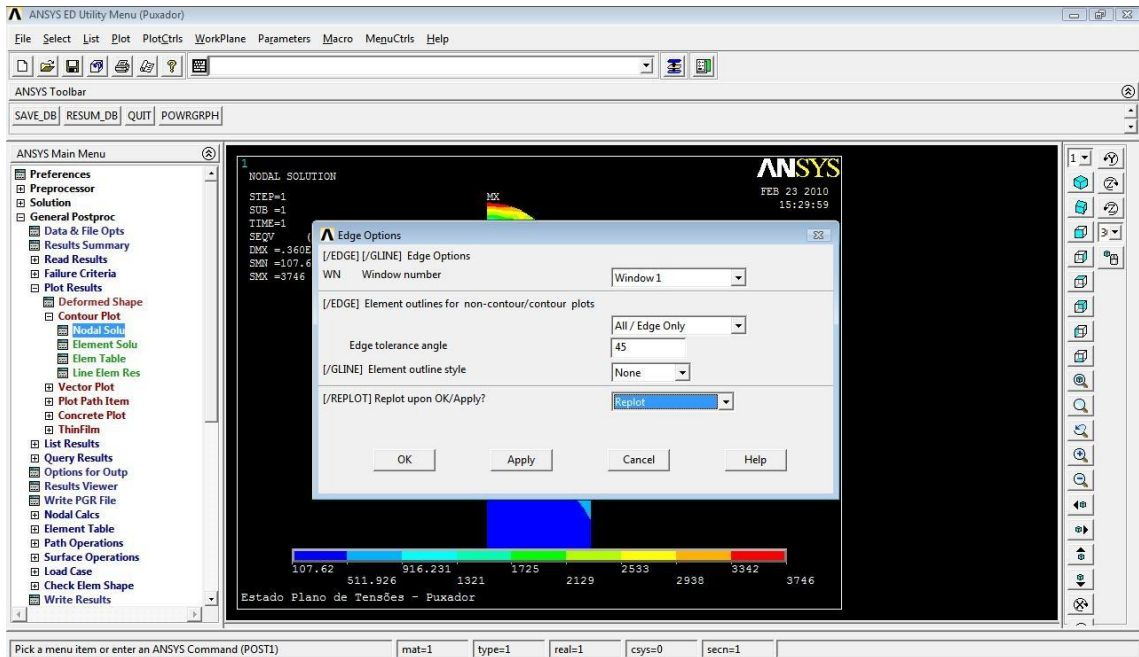 ANSYS ED Utility Menu (Puxador)
File Select List Plot PlotCtrls WorkPlane Parameters Macro MenuCtrls Help
ANSYS Toolbar
SAVE_DB RESUM_DB QUIT POWRGRPH
ANSYS Main Menu
Preferences
Preprocessor
Solution
General Postproc
Data & File Opts
Results Summary
Read Results
Failure Criteria
Plot Results
Deformed Shape
Contour Plot
Nodal Solu
Element Solu
Elem Table
Line Elem Res
Vector Plot
Plot Path Item
Concrete Plot
ThinFilm
List Results
Query Results
Options for Outp
Results Viewer
Write PGR File
Nodal Calcs
Element Table
Path Operations
Surface Operations
Load Case
Check Elem Shape
Write Results
1
NODAL SOLUTION
STEP=1
SUB =1
TIME=1
SEQV (
DMX =.360E
SMN =107.6
SMX =3746
MX
ANSYS
FEB 23 2010
15:29:59
Edge Options
[/EDGE] [/GLINE] Edge Options
WN Window number Window 1
[/EDGE] Element outlines for non-contour/contour plots
All / Edge Only
Edge tolerance angle 45
[/GLINE] Element outline style None
[/REPLOT] Replot upon OK/Apply? Replot
OK Apply Cancel Help
107.62 916.231 1725 2533 3342
511.926 1321 2129 2938 3746
Estado Plano de Tensões - Puxador
1
Pick a menu item or enter an ANSYS Command (POST1) mat=1 type=1 real=1 csys=0 secn=1